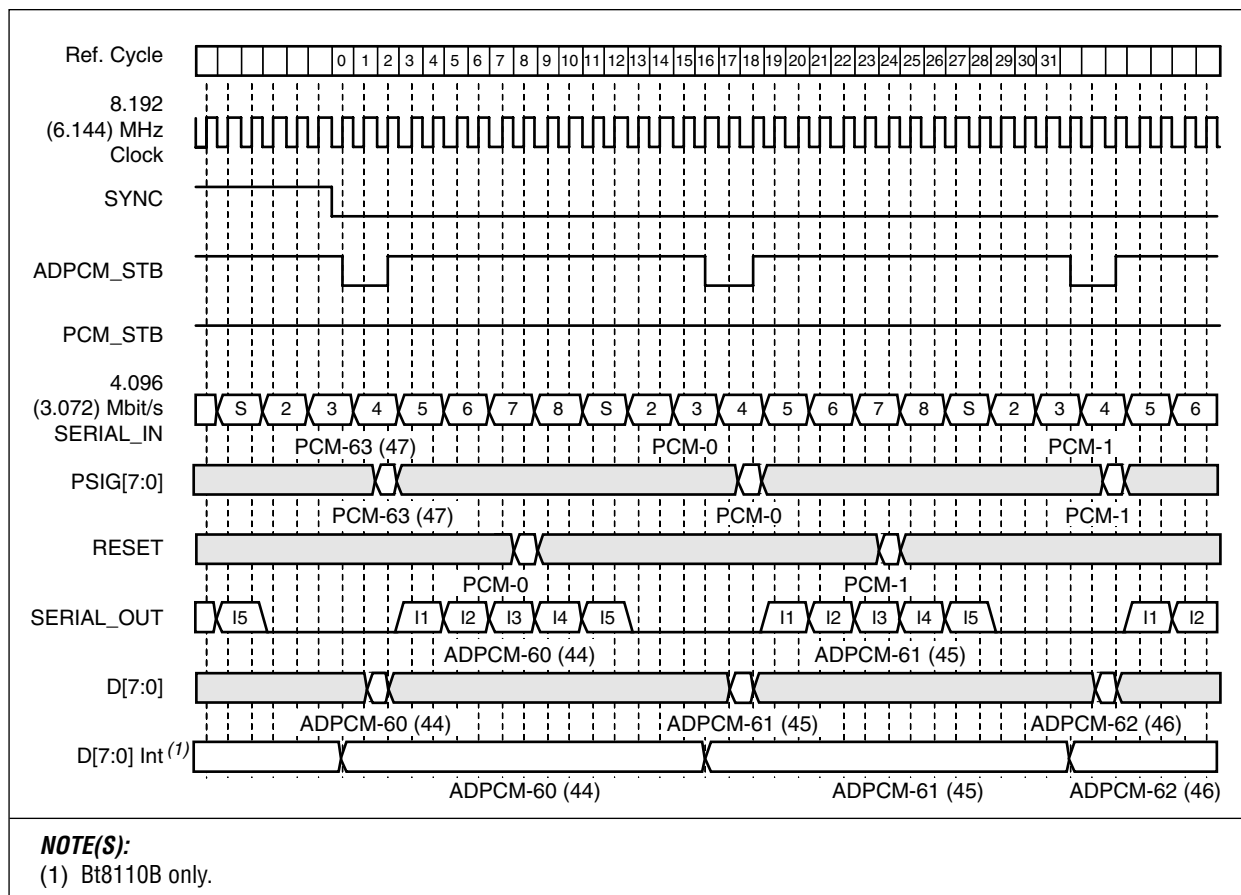 Ref. Cycle
0 1 2 3 4 5 6 7 8 9 10 11 12 13 14 15 16 17 18 19 20 21 22 23 24 25 26 27 28 29 30 31
8.192
(6.144) MHz
Clock
SYNC
ADPCM_STB
PCM_STB
4.096
(3.072) Mbit/s
SERIAL_IN
S 2 3 4 5 6 7 8 S 2 3 4 5 6 7 8 S 2 3 4 5 6
PCM-63 (47) PCM-0 PCM-1
PSIG[7:0]
PCM-63 (47) PCM-0 PCM-1
RESET
PCM-0 PCM-1
SERIAL_OUT
I5 I1 I2 I3 I4 I5 I1 I2 I3 I4 I5 I1 I2
ADPCM-60 (44) ADPCM-61 (45)
D[7:0]
ADPCM-60 (44) ADPCM-61 (45) ADPCM-62 (46)
D[7:0] Int (1)
ADPCM-60 (44) ADPCM-61 (45) ADPCM-62 (46)
NOTE(S):
(1) Bt8110B only.